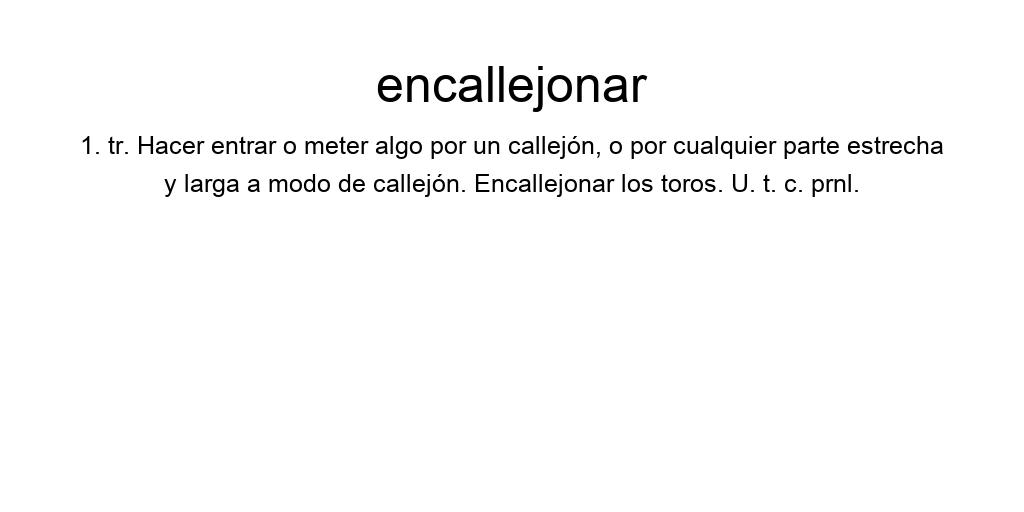 encallejonar
1. tr. Hacer entrar o meter algo por un callejón, o por cualquier parte estrecha
y larga a modo de callejón. Encallejonar los toros. U. t. c. prnl.